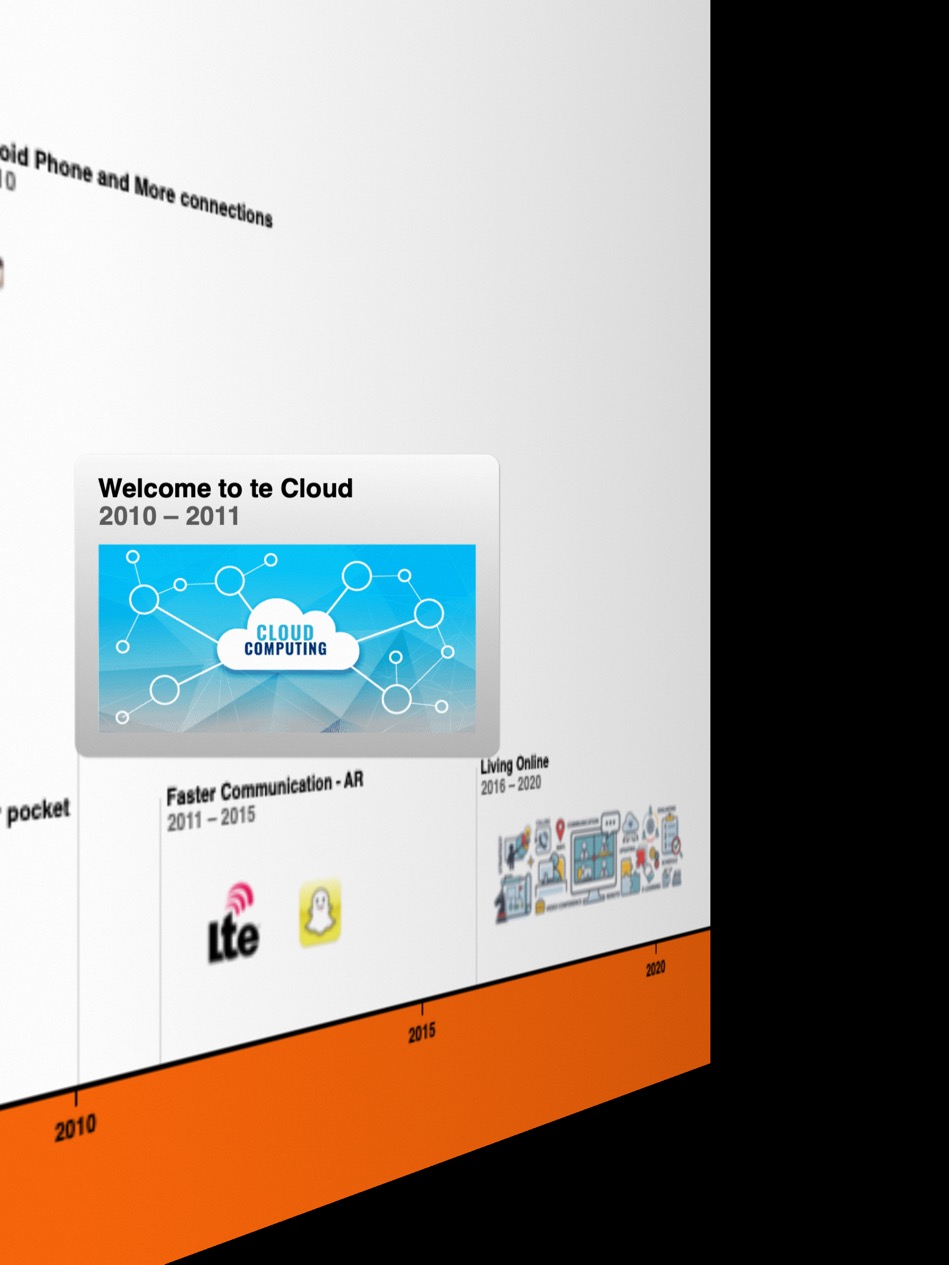 oid Phone and More connections
10
Welcome to te Cloud
2010 – 2011
CLOUD
COMPUTING
pocket
Faster Communication - AR
2011 – 2015
Lte
Living Online
2016 – 2020
2010
2015
2020